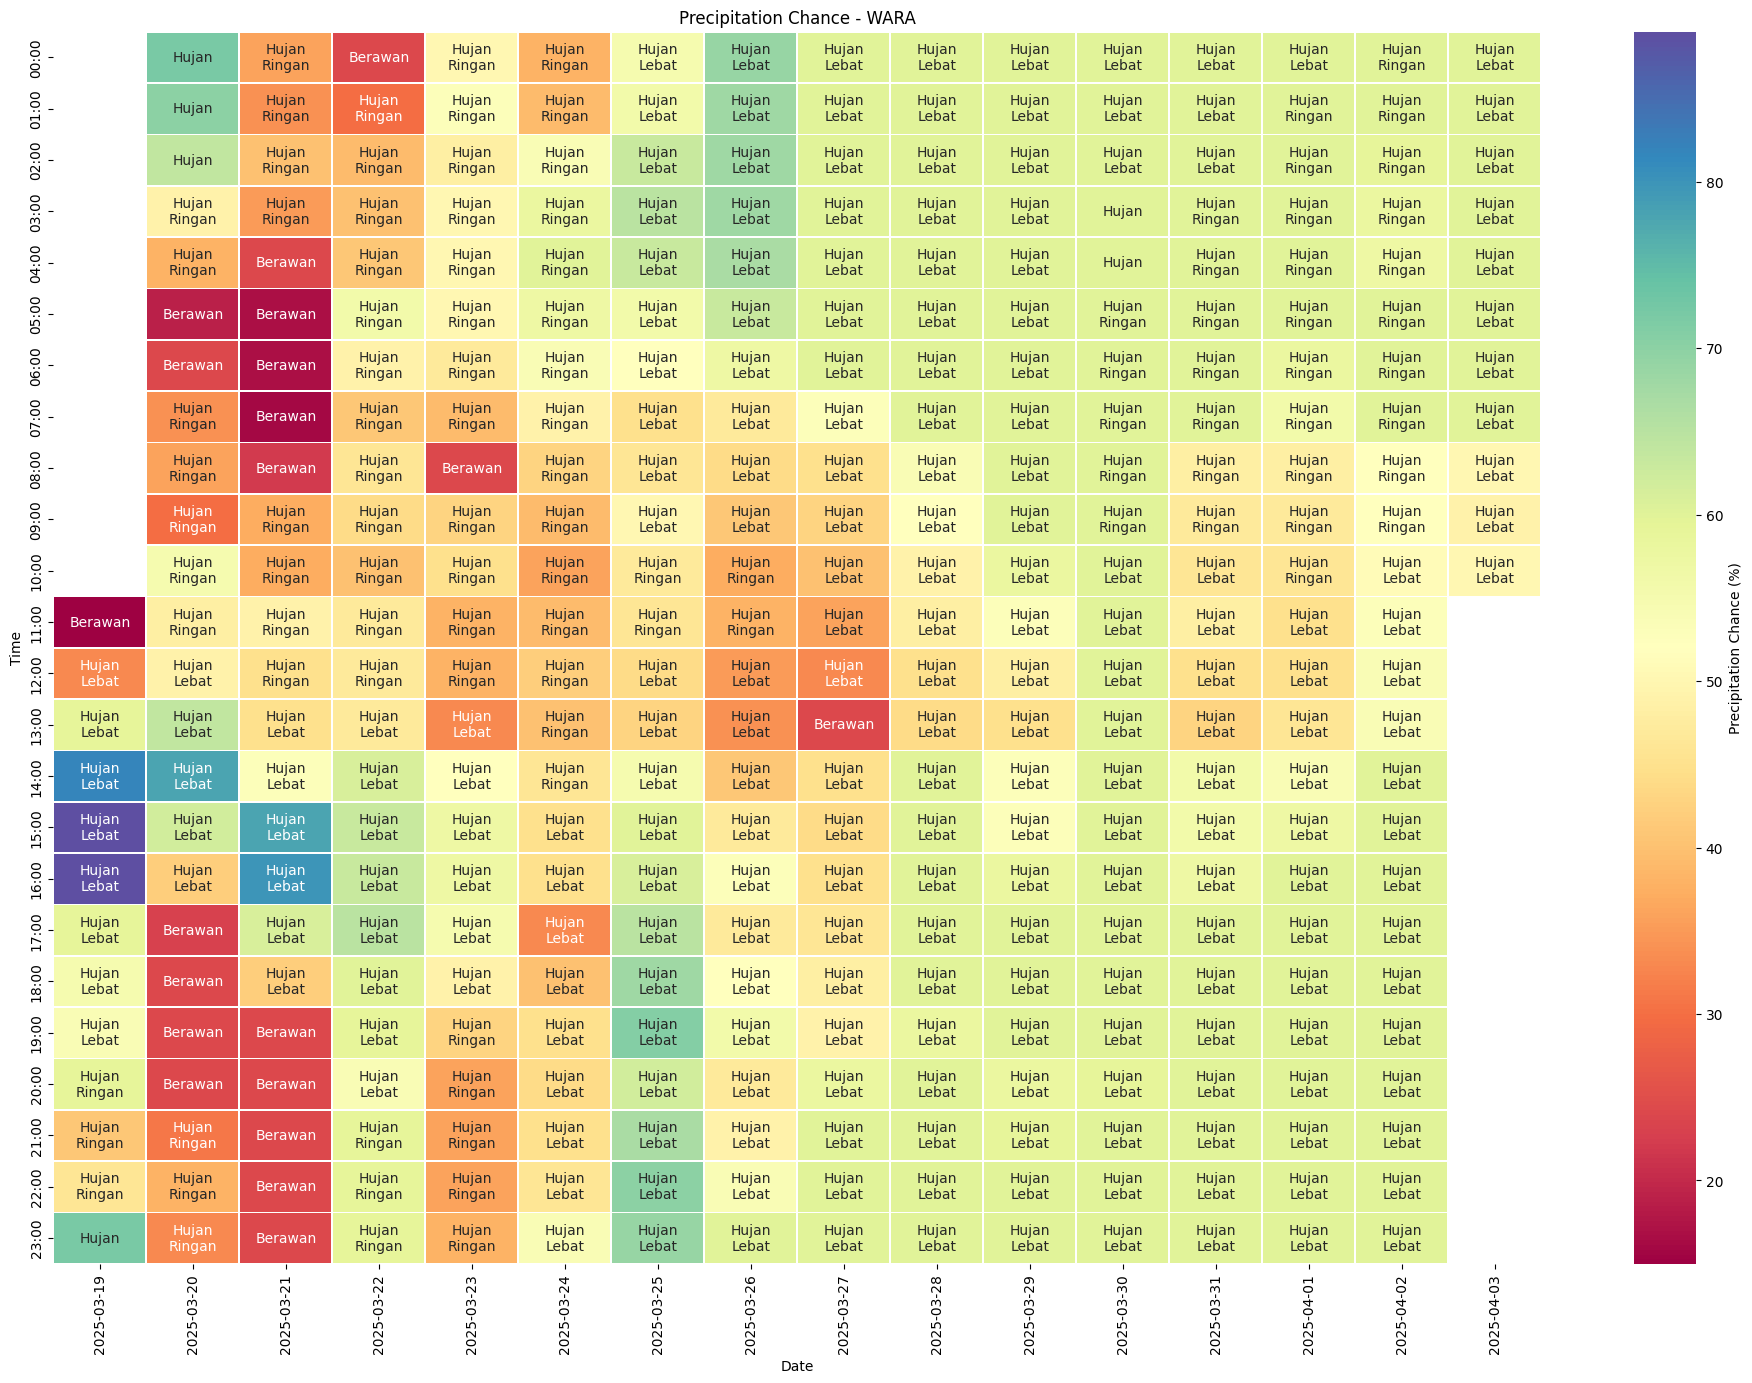 Precipitation Chance - WARA
00:00 Hujan Hujan Ringan Berawan Hujan Ringan Hujan Ringan Hujan Lebat Hujan Lebat Hujan Lebat Hujan Lebat Hujan Lebat Hujan Lebat Hujan Lebat Hujan Lebat Hujan Ringan Hujan Lebat
01:00 Hujan Hujan Ringan Hujan Ringan Hujan Ringan Hujan Ringan Hujan Lebat Hujan Lebat Hujan Lebat Hujan Lebat Hujan Lebat Hujan Lebat Hujan Lebat Hujan Ringan Hujan Ringan Hujan Lebat
02:00 Hujan Hujan Ringan Hujan Ringan Hujan Ringan Hujan Ringan Hujan Lebat Hujan Lebat Hujan Lebat Hujan Lebat Hujan Lebat Hujan Lebat Hujan Lebat Hujan Ringan Hujan Ringan Hujan Lebat
03:00 Hujan Ringan Hujan Ringan Hujan Ringan Hujan Ringan Hujan Ringan Hujan Lebat Hujan Lebat Hujan Lebat Hujan Lebat Hujan Lebat Hujan Hujan Ringan Hujan Ringan Hujan Ringan Hujan Lebat
04:00 Hujan Ringan Berawan Hujan Ringan Hujan Ringan Hujan Ringan Hujan Lebat Hujan Lebat Hujan Lebat Hujan Lebat Hujan Lebat Hujan Hujan Ringan Hujan Ringan Hujan Ringan Hujan Lebat
05:00 Berawan Berawan Hujan Ringan Hujan Ringan Hujan Ringan Hujan Lebat Hujan Lebat Hujan Lebat Hujan Lebat Hujan Lebat Hujan Ringan Hujan Ringan Hujan Ringan Hujan Ringan Hujan Lebat
06:00 Berawan Berawan Hujan Ringan Hujan Ringan Hujan Ringan Hujan Lebat Hujan Lebat Hujan Lebat Hujan Lebat Hujan Lebat Hujan Ringan Hujan Ringan Hujan Ringan Hujan Ringan Hujan Lebat
07:00 Hujan Ringan Berawan Hujan Ringan Hujan Ringan Hujan Ringan Hujan Lebat Hujan Lebat Hujan Lebat Hujan Lebat Hujan Lebat Hujan Ringan Hujan Ringan Hujan Ringan Hujan Ringan Hujan Lebat
08:00 Hujan Ringan Berawan Hujan Ringan Berawan Hujan Ringan Hujan Lebat Hujan Lebat Hujan Lebat Hujan Lebat Hujan Lebat Hujan Ringan Hujan Ringan Hujan Ringan Hujan Ringan Hujan Lebat
09:00 Hujan Ringan Hujan Ringan Hujan Ringan Hujan Ringan Hujan Ringan Hujan Lebat Hujan Lebat Hujan Lebat Hujan Lebat Hujan Lebat Hujan Ringan Hujan Ringan Hujan Ringan Hujan Ringan Hujan Lebat
10:00 Hujan Ringan Hujan Ringan Hujan Ringan Hujan Ringan Hujan Ringan Hujan Ringan Hujan Ringan Hujan Lebat Hujan Lebat Hujan Lebat Hujan Lebat Hujan Lebat Hujan Ringan Hujan Lebat Hujan Lebat
11:00 Berawan Hujan Ringan Hujan Ringan Hujan Ringan Hujan Ringan Hujan Ringan Hujan Ringan Hujan Ringan Hujan Lebat Hujan Lebat Hujan Lebat Hujan Lebat Hujan Lebat Hujan Lebat Hujan Lebat
12:00 Hujan Lebat Hujan Lebat Hujan Ringan Hujan Ringan Hujan Ringan Hujan Ringan Hujan Lebat Hujan Lebat Hujan Lebat Hujan Lebat Hujan Lebat Hujan Lebat Hujan Lebat Hujan Lebat Hujan Lebat
13:00 Hujan Lebat Hujan Lebat Hujan Lebat Hujan Lebat Hujan Lebat Hujan Ringan Hujan Lebat Hujan Lebat Berawan Hujan Lebat Hujan Lebat Hujan Lebat Hujan Lebat Hujan Lebat Hujan Lebat
14:00 Hujan Lebat Hujan Lebat Hujan Lebat Hujan Lebat Hujan Lebat Hujan Ringan Hujan Lebat Hujan Lebat Hujan Lebat Hujan Lebat Hujan Lebat Hujan Lebat Hujan Lebat Hujan Lebat Hujan Lebat
15:00 Hujan Lebat Hujan Lebat Hujan Lebat Hujan Lebat Hujan Lebat Hujan Lebat Hujan Lebat Hujan Lebat Hujan Lebat Hujan Lebat Hujan Lebat Hujan Lebat Hujan Lebat Hujan Lebat Hujan Lebat
16:00 Hujan Lebat Hujan Lebat Hujan Lebat Hujan Lebat Hujan Lebat Hujan Lebat Hujan Lebat Hujan Lebat Hujan Lebat Hujan Lebat Hujan Lebat Hujan Lebat Hujan Lebat Hujan Lebat Hujan Lebat
17:00 Hujan Lebat Berawan Hujan Lebat Hujan Lebat Hujan Lebat Hujan Lebat Hujan Lebat Hujan Lebat Hujan Lebat Hujan Lebat Hujan Lebat Hujan Lebat Hujan Lebat Hujan Lebat Hujan Lebat
18:00 Hujan Lebat Berawan Hujan Lebat Hujan Lebat Hujan Lebat Hujan Lebat Hujan Lebat Hujan Lebat Hujan Lebat Hujan Lebat Hujan Lebat Hujan Lebat Hujan Lebat Hujan Lebat Hujan Lebat
19:00 Hujan Lebat Berawan Berawan Hujan Lebat Hujan Ringan Hujan Lebat Hujan Lebat Hujan Lebat Hujan Lebat Hujan Lebat Hujan Lebat Hujan Lebat Hujan Lebat Hujan Lebat Hujan Lebat
20:00 Hujan Ringan Berawan Berawan Hujan Lebat Hujan Ringan Hujan Lebat Hujan Lebat Hujan Lebat Hujan Lebat Hujan Lebat Hujan Lebat Hujan Lebat Hujan Lebat Hujan Lebat Hujan Lebat
21:00 Hujan Ringan Hujan Ringan Berawan Hujan Ringan Hujan Ringan Hujan Lebat Hujan Lebat Hujan Lebat Hujan Lebat Hujan Lebat Hujan Lebat Hujan Lebat Hujan Lebat Hujan Lebat Hujan Lebat
22:00 Hujan Ringan Hujan Ringan Berawan Hujan Ringan Hujan Ringan Hujan Lebat Hujan Lebat Hujan Lebat Hujan Lebat Hujan Lebat Hujan Lebat Hujan Lebat Hujan Lebat Hujan Lebat Hujan Lebat
23:00 Hujan Hujan Ringan Berawan Hujan Ringan Hujan Ringan Hujan Lebat Hujan Lebat Hujan Lebat Hujan Lebat Hujan Lebat Hujan Lebat Hujan Lebat Hujan Lebat Hujan Lebat Hujan Lebat
Time
2025-03-19 2025-03-20 2025-03-21 2025-03-22 2025-03-23 2025-03-24 2025-03-25 2025-03-26 2025-03-27 2025-03-28 2025-03-29 2025-03-30 2025-03-31 2025-04-01 2025-04-02 2025-04-03
Date
80
70
60
50
40
30
20
Precipitation Chance (%)